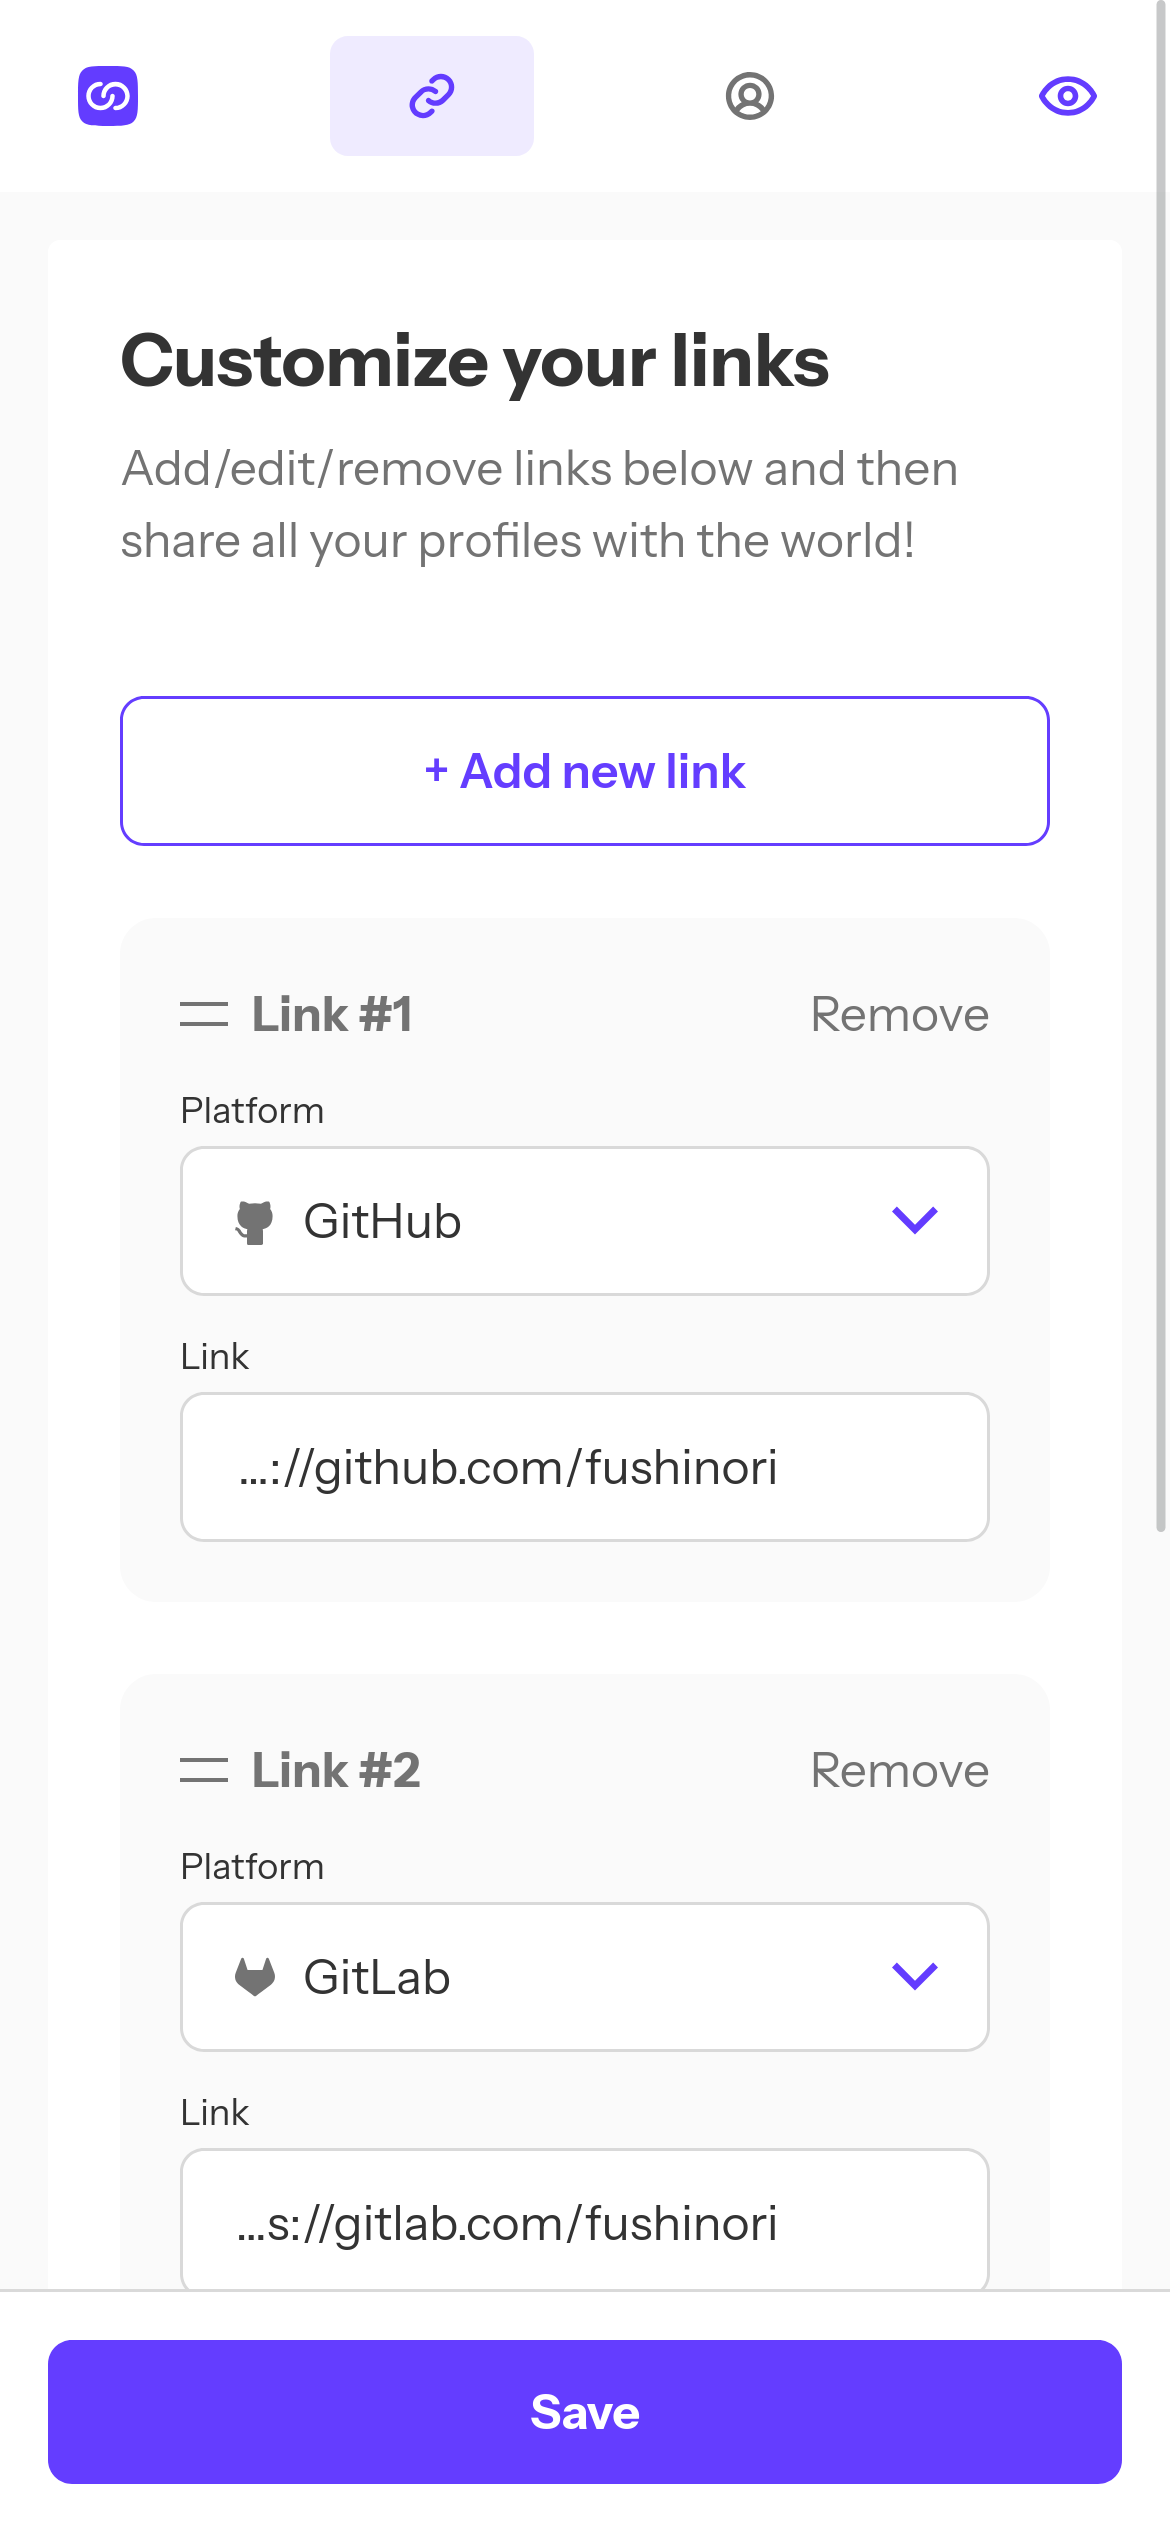 Customize your links
Add/edit/remove links below and then
share all your profiles with the world!
+ Add new link
Link #1
Remove
Platform
GitHub
Link
...://github.com/fushinori
Link #2
Remove
Platform
GitLab
Link
...s://gitlab.com/fushinori
Save